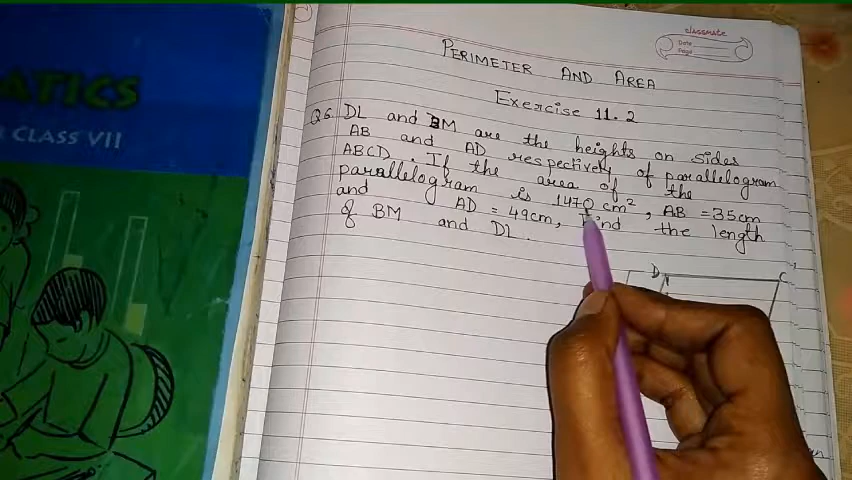 ATICS
CLASS VII
CLASSMATE
Date
Page
PERIMETER AND AREA
Exercise 11.2
Q6. DL and BM are the heights on sides
AB and AD respectively of parallelogram
ABCD. If the area of the
parallelogram is 1470 cm², AB = 35cm
and AD = 49cm, find the length
of BM and DL.
D C